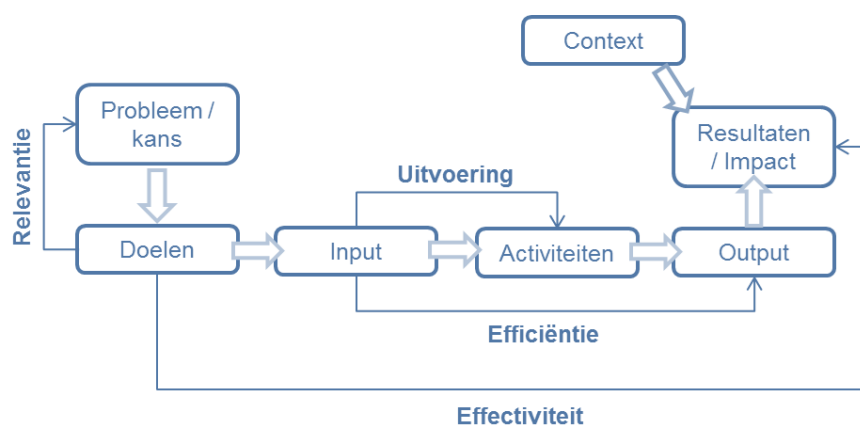 Context
Probleem /
kans
Resultaten
/ Impact
Relevantie
Uitvoering
Doelen
Input
Activiteiten
Output
Efficiëntie
Effectiviteit